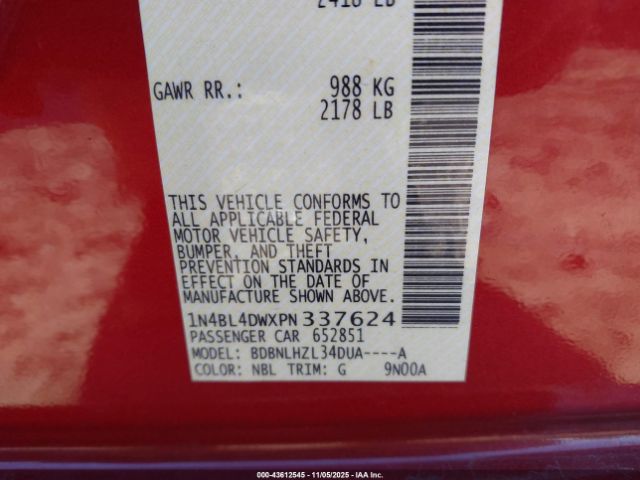 2418 LB
GAWR RR.: 988 KG
2178 LB
THIS VEHICLE CONFORMS TO
ALL APPLICABLE FEDERAL
MOTOR VEHICLE SAFETY,
BUMPER, AND THEFT
PREVENTION STANDARDS IN
EFFECT ON THE DATE OF
MANUFACTURE SHOWN ABOVE.
1N4BL4DWXPN337624
PASSENGER CAR 652851
MODEL: BDBNLHZL34DUA----A
COLOR: NBL TRIM: G 9N00A
000-43612545 - 11/05/2025 - IAA Inc.